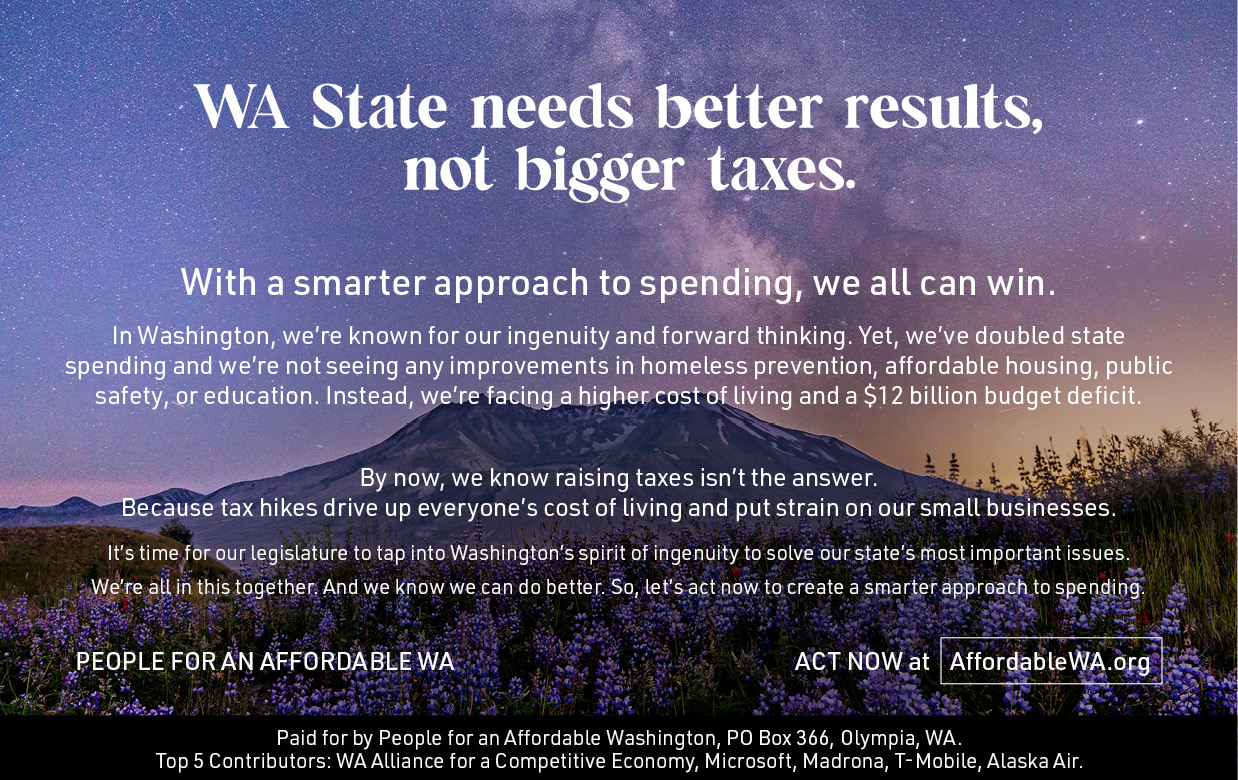 WA State needs better results,
not bigger taxes.
With a smarter approach to spending, we all can win.
In Washington, we're known for our ingenuity and forward thinking. Yet, we've doubled state
spending and we're not seeing any improvements in homeless prevention, affordable housing, public
safety, or education. Instead, we're facing a higher cost of living and a $12 billion budget deficit.
By now, we know raising taxes isn't the answer.
Because tax hikes drive up everyone's cost of living and put strain on our small businesses.
It's time for our legislature to tap into Washington's spirit of ingenuity to solve our state's most important issues.
We're all in this together. And we know we can do better. So, let's act now to create a smarter approach to spending.
PEOPLE FOR AN AFFORDABLE WA
ACT NOW at AffordableWA.org
Paid for by People for an Affordable Washington, PO Box 366, Olympia, WA.
Top 5 Contributors: WA Alliance for a Competitive Economy, Microsoft, Madrona, T-Mobile, Alaska Air.